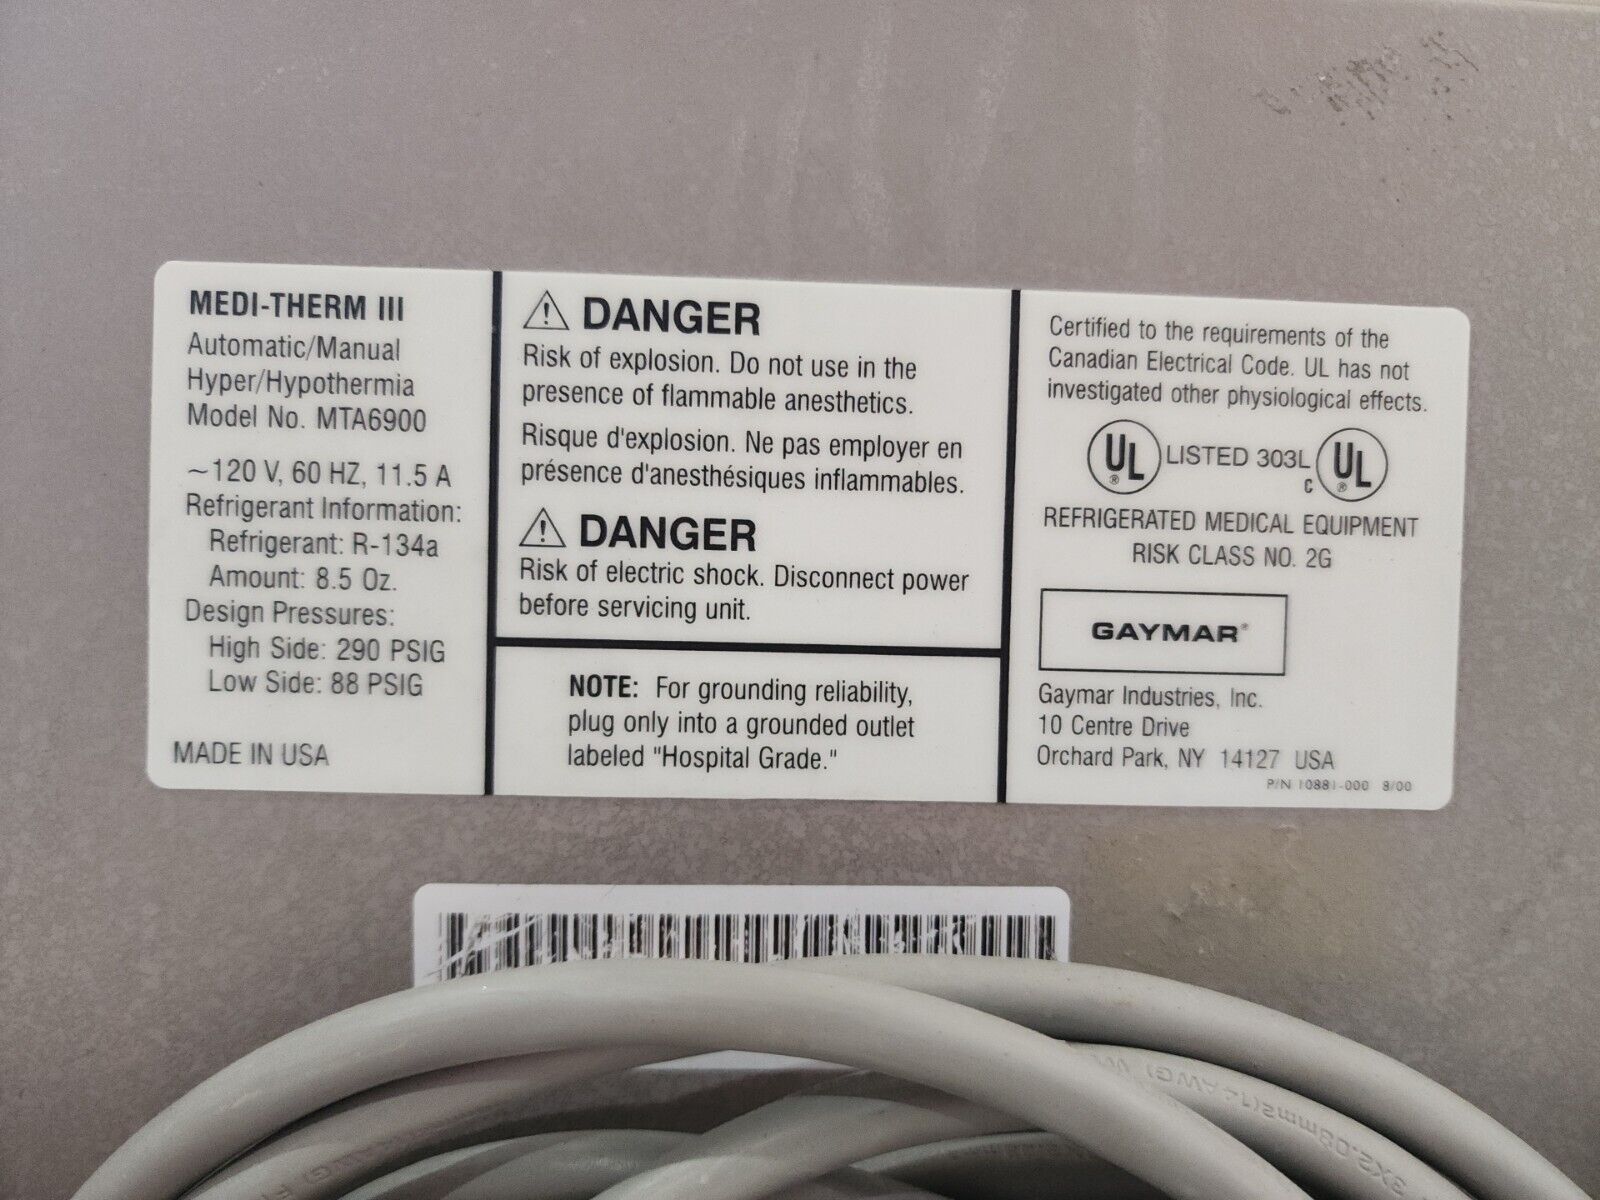 MEDI-THERM III
Automatic/Manual
Hyper/Hypothermia
Model No. MTA6900
~120 V, 60 HZ, 11.5 A
Refrigerant Information:
Refrigerant: R-134a
Amount: 8.5 Oz.
Design Pressures:
High Side: 290 PSIG
Low Side: 88 PSIG
MADE IN USA
⚠ DANGER
Risk of explosion. Do not use in the
presence of flammable anesthetics.
Risque d'explosion. Ne pas employer en
présence d'anesthésiques inflammables.
⚠ DANGER
Risk of electric shock. Disconnect power
before servicing unit.
NOTE: For grounding reliability,
plug only into a grounded outlet
labeled "Hospital Grade."
Certified to the requirements of the
Canadian Electrical Code. UL has not
investigated other physiological effects.
UL® LISTED 303L c UL®
REFRIGERATED MEDICAL EQUIPMENT
RISK CLASS NO. 2G
GAYMAR®
Gaymar Industries, Inc.
10 Centre Drive
Orchard Park, NY 14127 USA
P/N 10881-000 8/00
3X2.08mm2(14AWG)